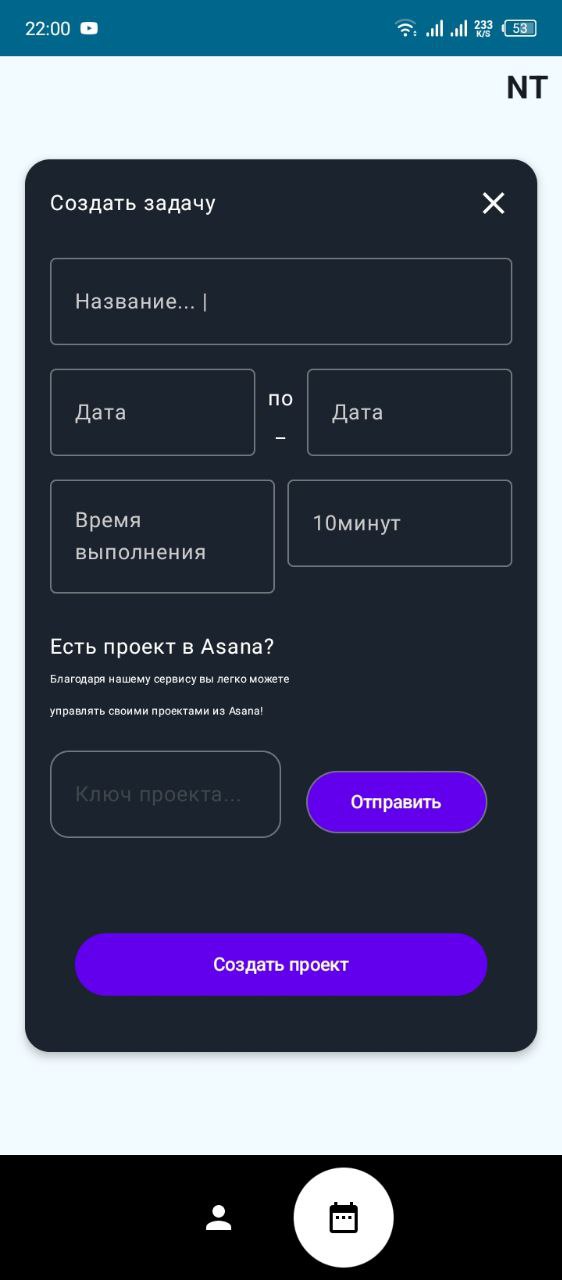 22:00
233
K/S
53
NT
Создать задачу
Название... |
Дата
по
–
Дата
Время
выполнения
10минут
Есть проект в Asana?
Благодаря нашему сервису вы легко можете
управлять своими проектами из Asana!
Ключ проекта...
Отправить
Создать проект